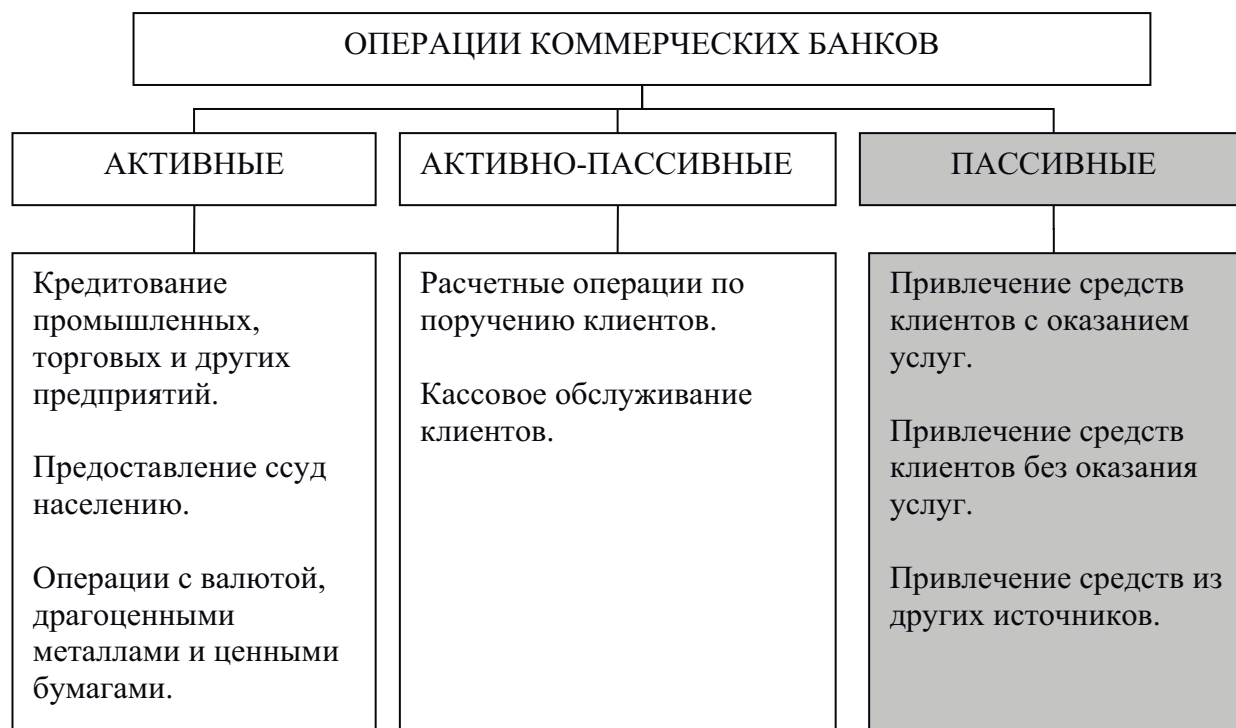 ОПЕРАЦИИ КОММЕРЧЕСКИХ БАНКОВ
АКТИВНЫЕ
АКТИВНО-ПАССИВНЫЕ
ПАССИВНЫЕ
Кредитование
промышленных,
торговых и других
предприятий.
Предоставление ссуд
населению.
Операции с валютой,
драгоценными
металлами и ценными
бумагами.
Расчетные операции по
поручению клиентов.
Кассовое обслуживание
клиентов.
Привлечение средств
клиентов с оказанием
услуг.
Привлечение средств
клиентов без оказания
услуг.
Привлечение средств из
других источников.